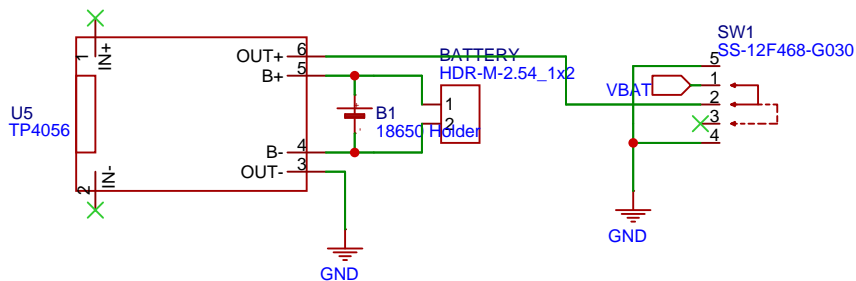 1
IN+
2
IN-
U5
TP4056
OUT+
6
B+
5
B-
4
OUT-
3
BATTERY
HDR-M-2.54_1x2
1
2
+
-
B1
18650 Holder
GND
SW1
SS-12F468-G030
5
VBAT
1
2
3
4
GND